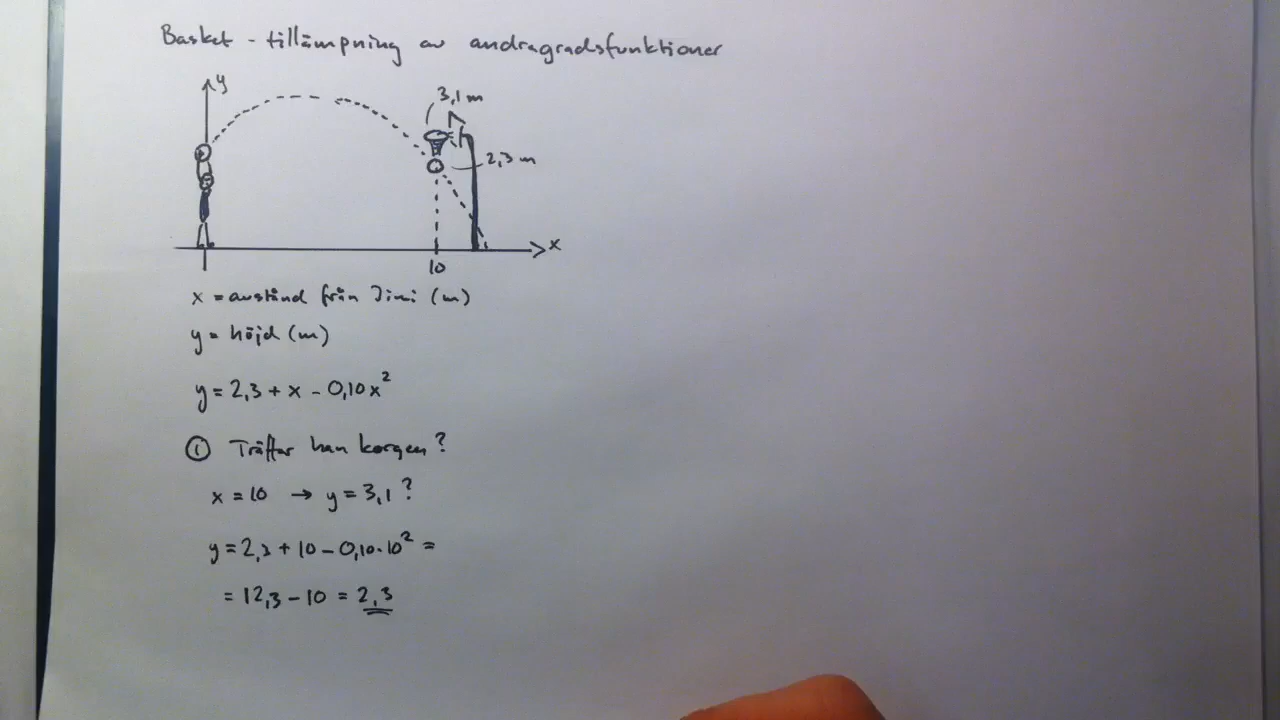 Basket - tillämpning av andragradsfunktioner
y
3,1 m
2,3 m
x
10
x = avstånd från Jimi (m)
y = höjd (m)
y = 2,3 + x - 0,10x²
① Träffar han korgen?
x = 10 → y = 3,1 ?
y = 2,3 + 10 - 0,10·10² =
= 12,3 - 10 = 2,3